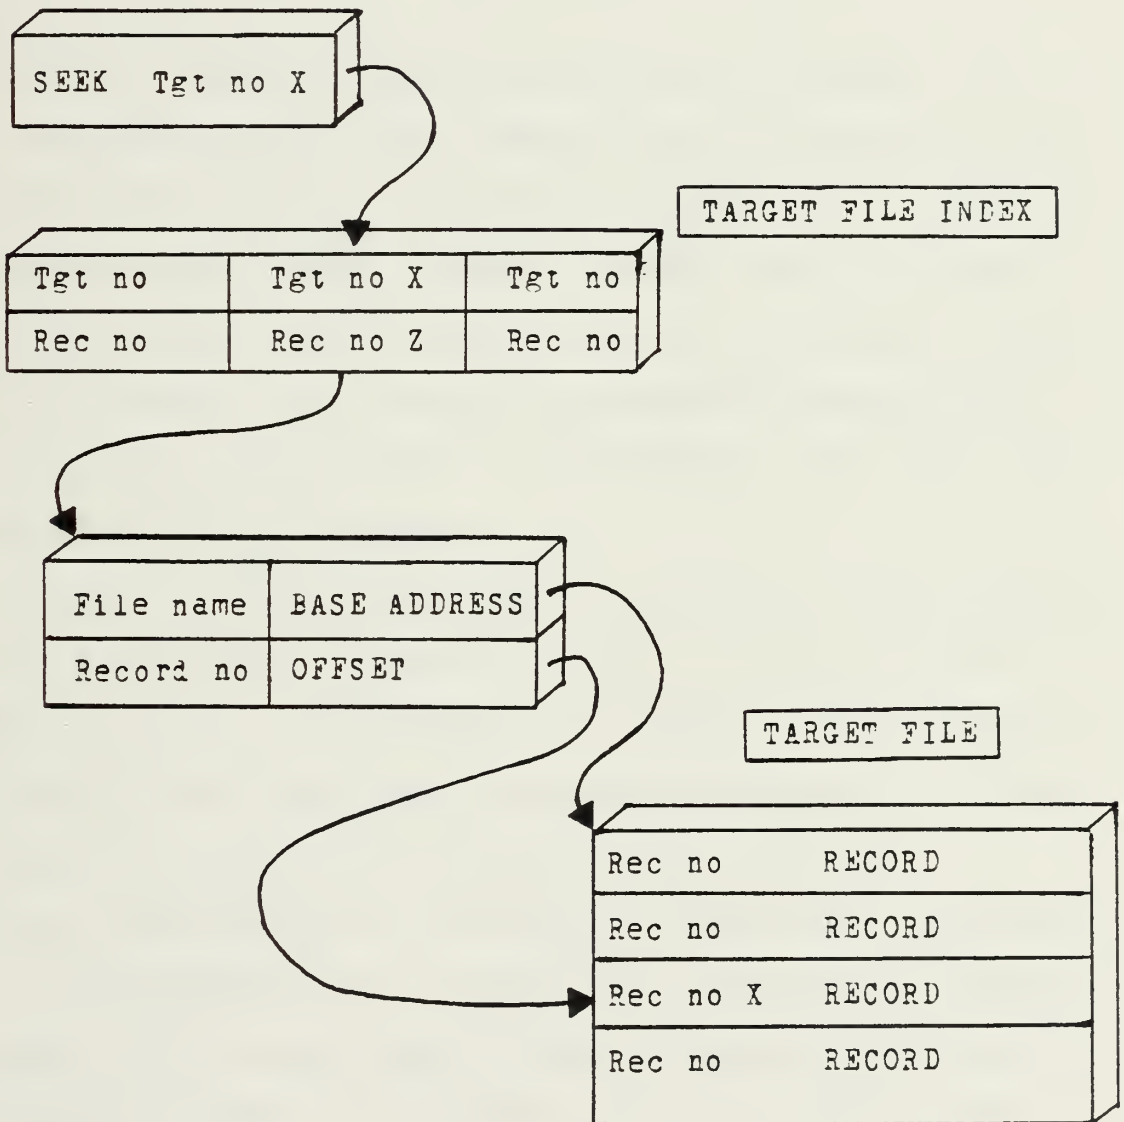 SEEK Tgt no X
TARGET FILE INDEX
Tgt no Tgt no X Tgt no
Rec no Rec no Z Rec no
File name BASE ADDRESS
Record no OFFSET
TARGET FILE
Rec no RECORD
Rec no RECORD
Rec no X RECORD
Rec no RECORD